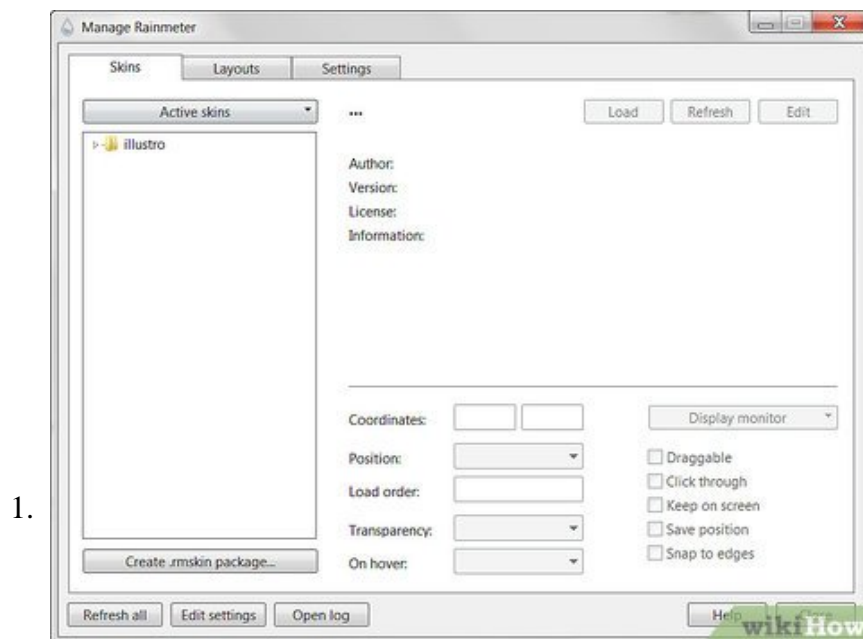 Manage Rainmeter
Skins Layouts Settings
Active skins ... Load Refresh Edit
illustro
Author:
Version:
License:
Information:
Coordinates: Display monitor
Position: Draggable
Click through
Load order:
Keep on screen
1.
Transparency: Save position
Snap to edges
Create .rmskin package... On hover:
Refresh all Edit settings Open log Help Close
wikiHow